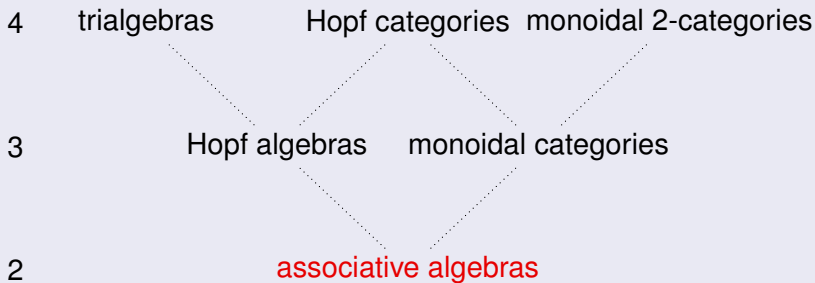 4 trialgebras Hopf categories monoidal 2-categories
3 Hopf algebras monoidal categories
2 associative algebras